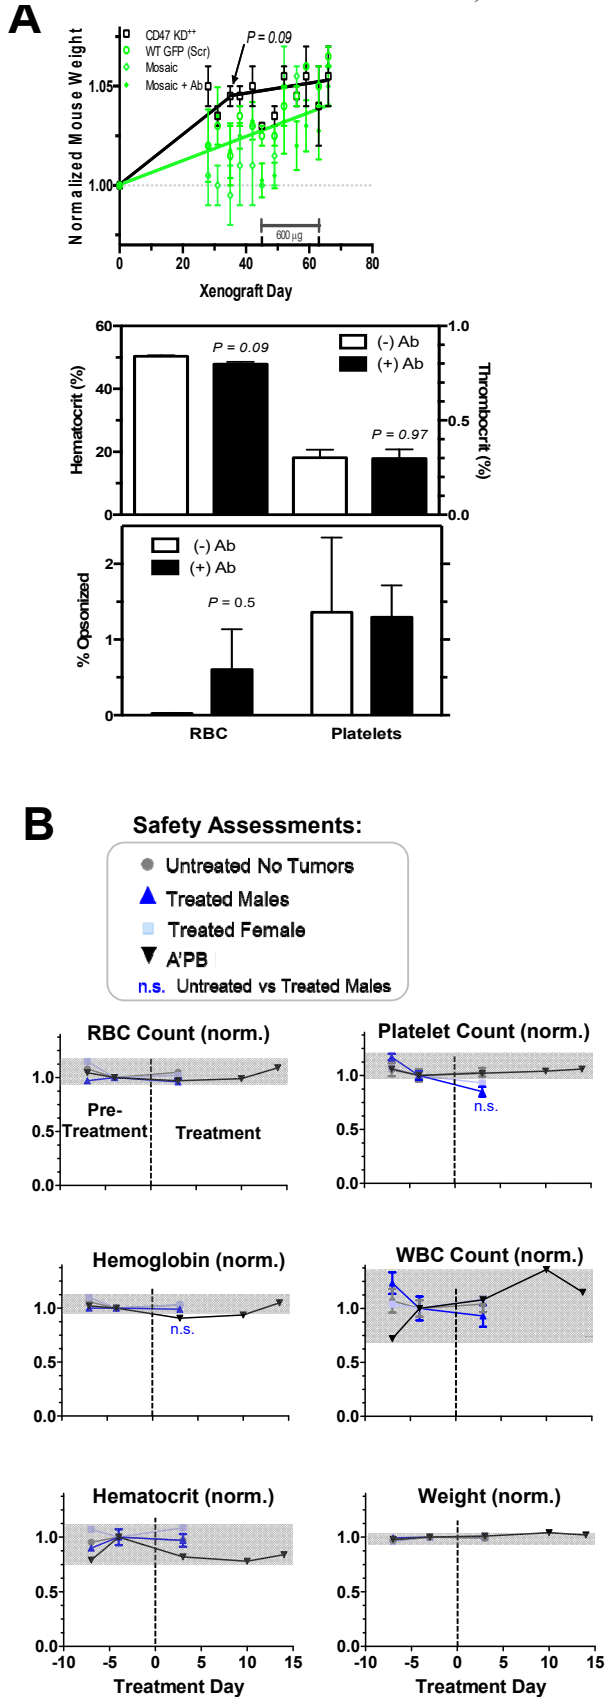 A
Normalized Mouse Weight
CD47 KD++
WT GFP (Scr)
Mosaic
Mosaic + Ab
P = 0.09
1.05
1.00
600 µg
0 20 40 60 80
Xenograft Day
Hematocrit (%)
60
40
20
0
P = 0.09
(-) Ab
(+) Ab
P = 0.97
1.0
0.5
0.0
Thrombocrit (%)
% Opsonized
2
1
0
(-) Ab
(+) Ab
P = 0.5
RBC Platelets
B
Safety Assessments:
Untreated No Tumors
Treated Males
Treated Female
A'PB
n.s. Untreated vs Treated Males
RBC Count (norm.)
1.0
0.5
0.0
Pre-
Treatment
Treatment
Platelet Count (norm.)
1.0
0.5
0.0
n.s.
Hemoglobin (norm.)
1.0
0.5
0.0
n.s.
WBC Count (norm.)
1.0
0.5
0.0
Hematocrit (norm.)
1.0
0.5
0.0
-10 -5 0 5 10 15
Treatment Day
Weight (norm.)
1.0
0.5
0.0
-10 -5 0 5 10 15
Treatment Day